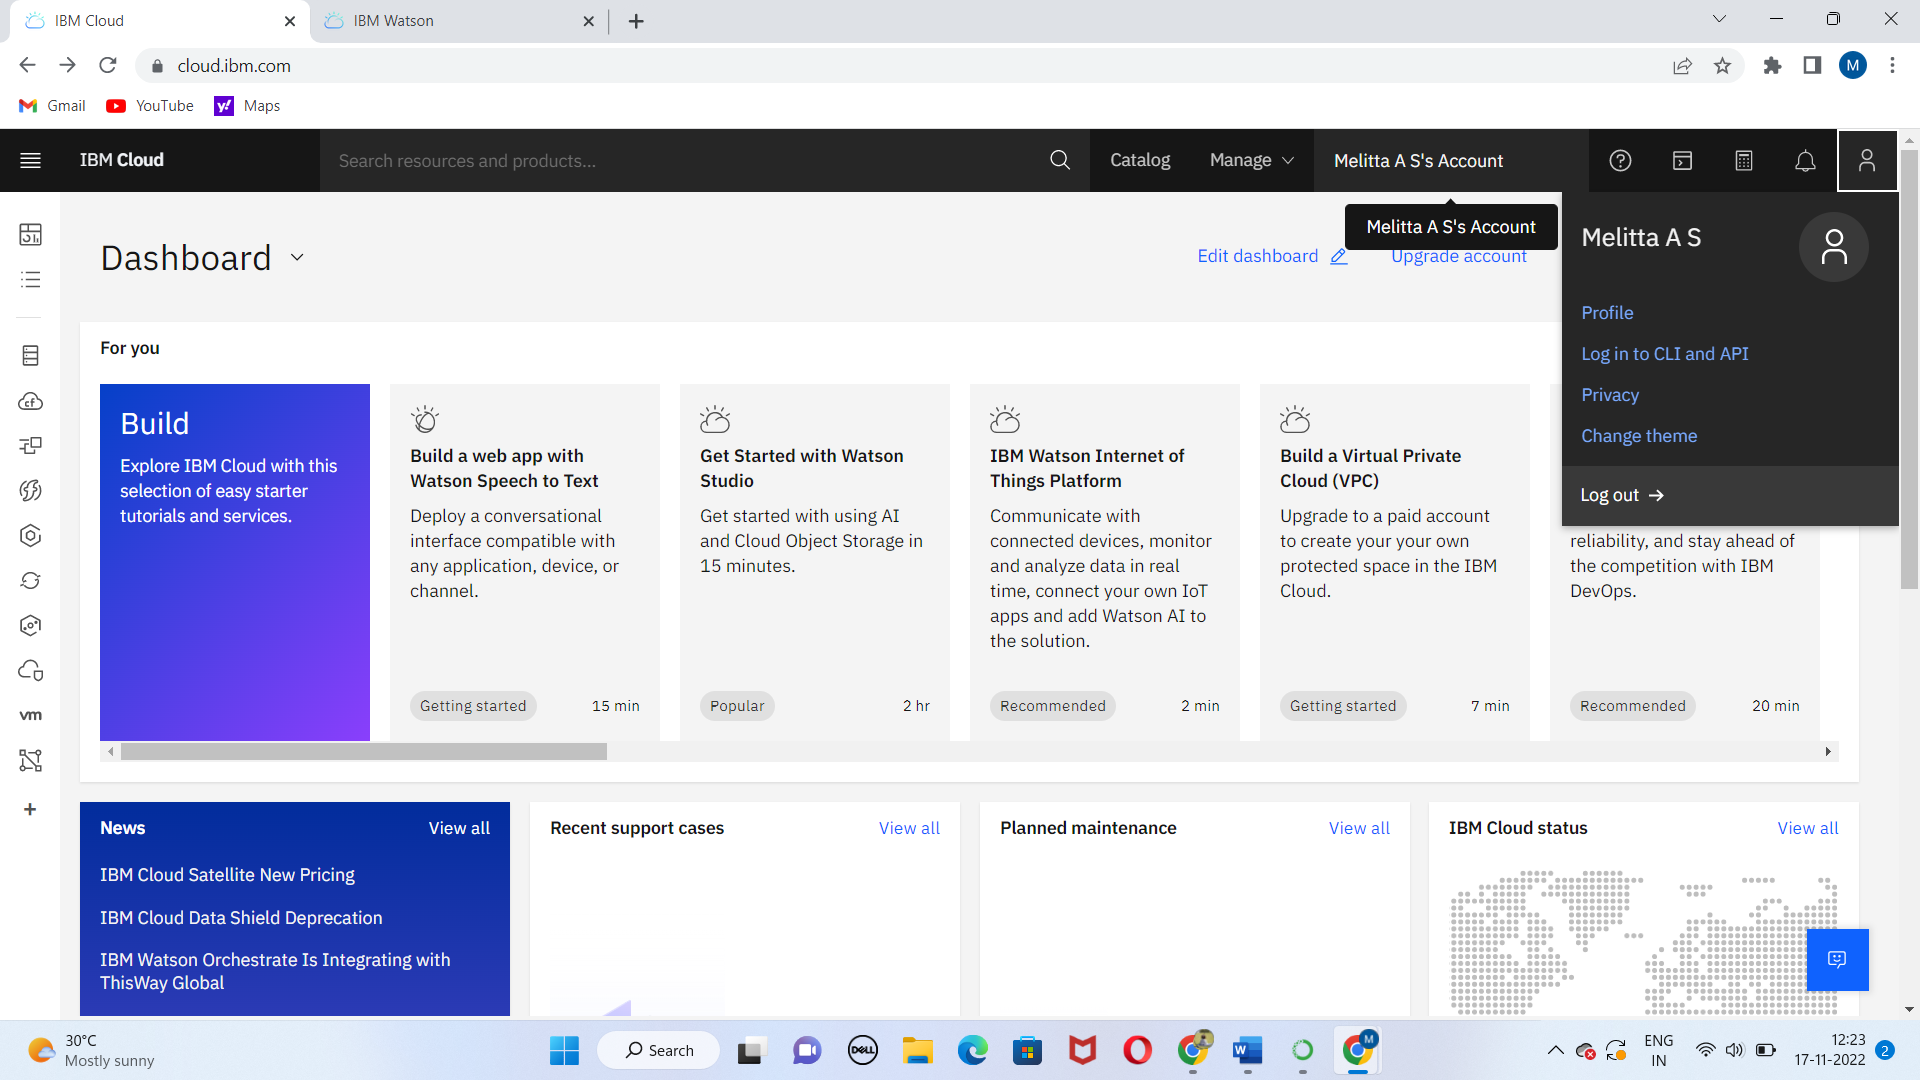 IBM Cloud
IBM Watson
cloud.ibm.com
M
Gmail
YouTube
Maps
IBM Cloud
Search resources and products...
Catalog
Manage
Melitta A S's Account
Melitta A S's Account
Dashboard
Edit dashboard
Upgrade account
Melitta A S
Profile
Log in to CLI and API
Privacy
Change theme
Log out
For you
Build
Explore IBM Cloud with this
selection of easy starter
tutorials and services.
Build a web app with
Watson Speech to Text
Deploy a conversational
interface compatible with
any application, device, or
channel.
Getting started
15 min
Get Started with Watson
Studio
Get started with using AI
and Cloud Object Storage in
15 minutes.
Popular
2 hr
IBM Watson Internet of
Things Platform
Communicate with
connected devices, monitor
and analyze data in real
time, connect your own IoT
apps and add Watson AI to
the solution.
Recommended
2 min
Build a Virtual Private
Cloud (VPC)
Upgrade to a paid account
to create your your own
protected space in the IBM
Cloud.
Getting started
7 min
reliability, and stay ahead of
the competition with IBM
DevOps.
Recommended
20 min
vm
News
View all
IBM Cloud Satellite New Pricing
IBM Cloud Data Shield Deprecation
IBM Watson Orchestrate Is Integrating with
ThisWay Global
Recent support cases
View all
Planned maintenance
View all
IBM Cloud status
View all
30°C
Mostly sunny
Search
DELL
W
M
ENG
IN
12:23
17-11-2022
2